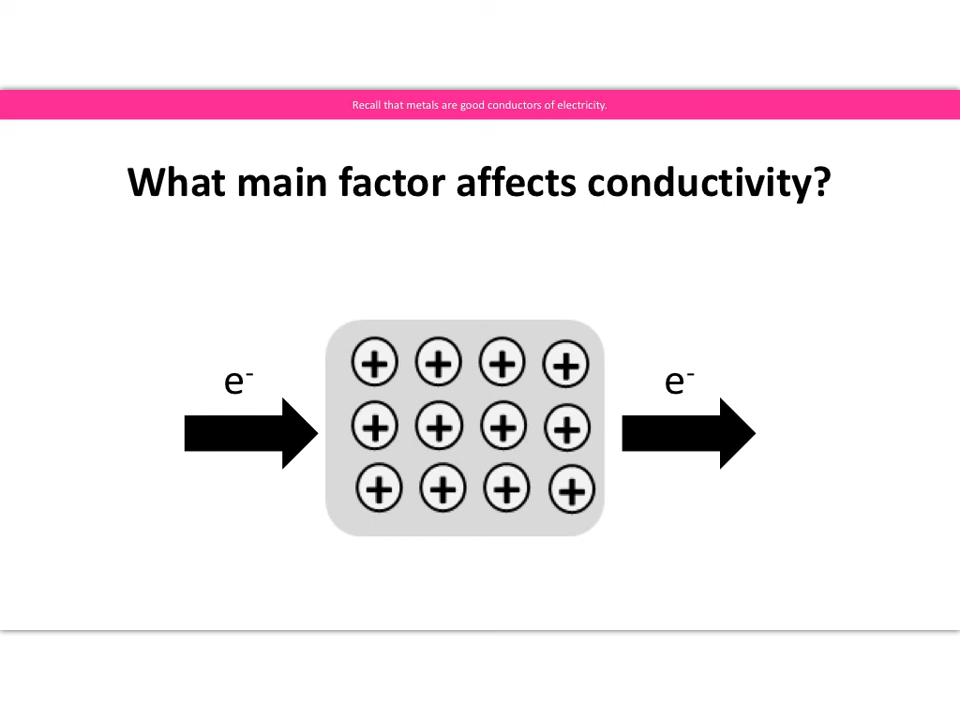 Recall that metals are good conductors of electricity.
What main factor affects conductivity?
e⁻ e⁻
+ + + +
+ + + +
+ + + +